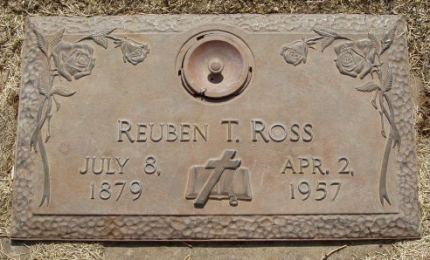 REUBEN T. ROSS
JULY 8, APR. 2,
1879 1957